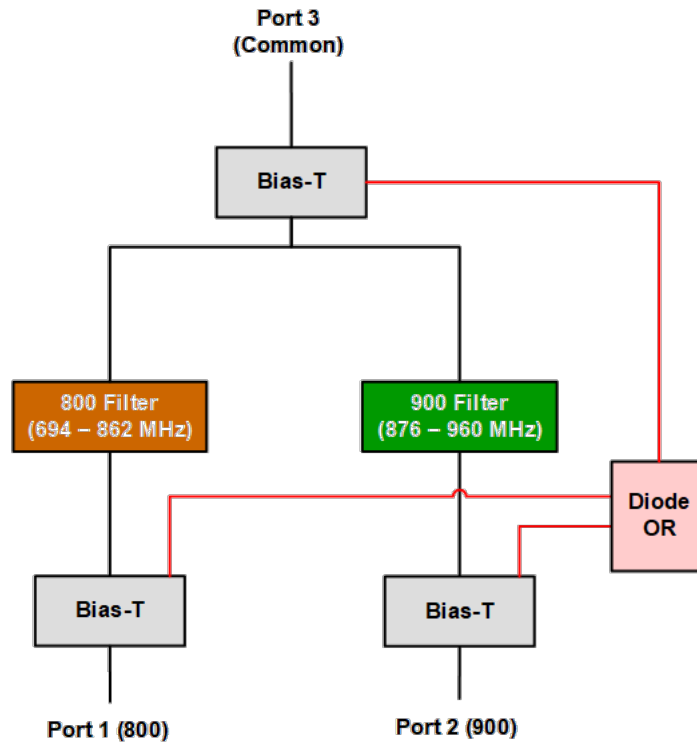 Port 3
(Common)
Bias-T
800 Filter
(694 – 862 MHz)
900 Filter
(876 – 960 MHz)
Diode
OR
Bias-T
Bias-T
Port 1 (800)
Port 2 (900)